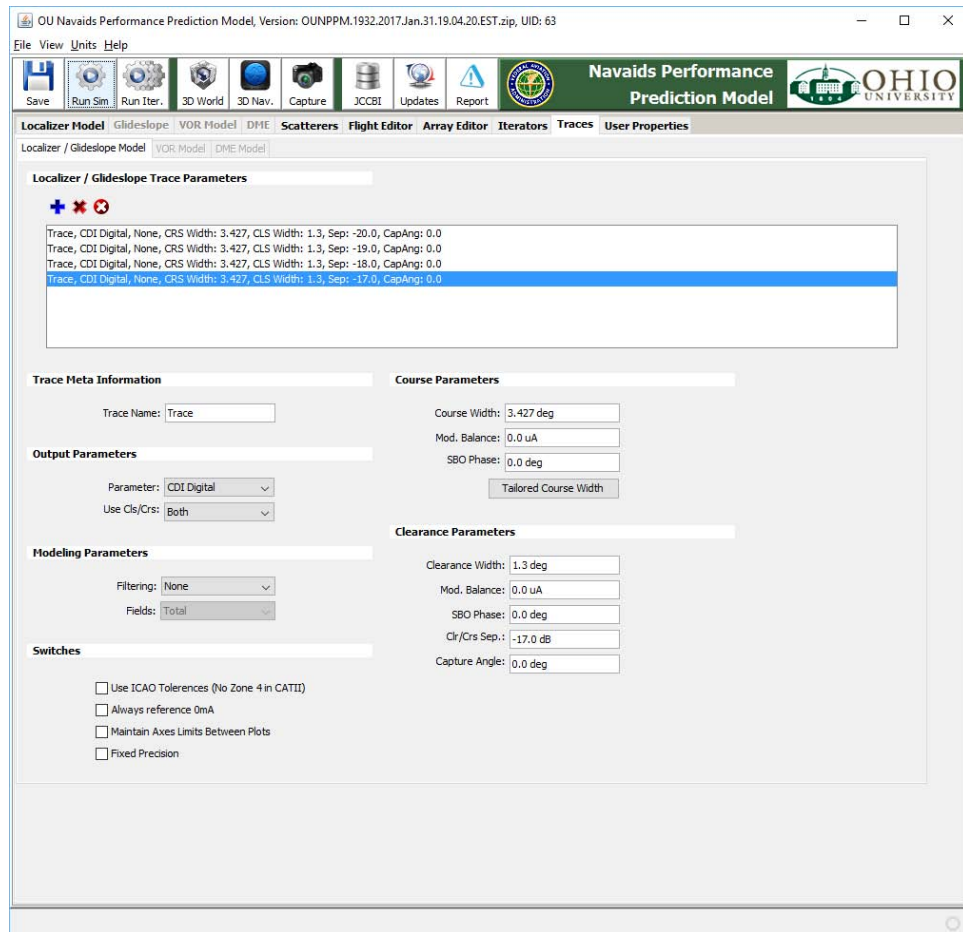 OU Navaids Performance Prediction Model, Version: OUNPPM.1932.2017.Jan.31.19.04.20.EST.zip, UID: 63
File View Units Help
Save Run Sim Run Iter. 3D World 3D Nav. Capture JCCBI Updates Report
Navaids Performance
Prediction Model
OHIO
UNIVERSITY
1804
Localizer Model Glideslope VOR Model DME Scatterers Flight Editor Array Editor Iterators Traces User Properties
Localizer / Glideslope Model VOR Model DME Model
Localizer / Glideslope Trace Parameters
Trace, CDI Digital, None, CRS Width: 3.427, CLS Width: 1.3, Sep: -20.0, CapAng: 0.0
Trace, CDI Digital, None, CRS Width: 3.427, CLS Width: 1.3, Sep: -19.0, CapAng: 0.0
Trace, CDI Digital, None, CRS Width: 3.427, CLS Width: 1.3, Sep: -18.0, CapAng: 0.0
Trace, CDI Digital, None, CRS Width: 3.427, CLS Width: 1.3, Sep: -17.0, CapAng: 0.0
Trace Meta Information
Trace Name: Trace
Output Parameters
Parameter: CDI Digital
Use Cls/Crs: Both
Modeling Parameters
Filtering: None
Fields: Total
Switches
Use ICAO Tolerences (No Zone 4 in CATII)
Always reference 0mA
Maintain Axes Limits Between Plots
Fixed Precision
Course Parameters
Course Width: 3.427 deg
Mod. Balance: 0.0 uA
SBO Phase: 0.0 deg
Tailored Course Width
Clearance Parameters
Clearance Width: 1.3 deg
Mod. Balance: 0.0 uA
SBO Phase: 0.0 deg
Clr/Crs Sep.: -17.0 dB
Capture Angle: 0.0 deg